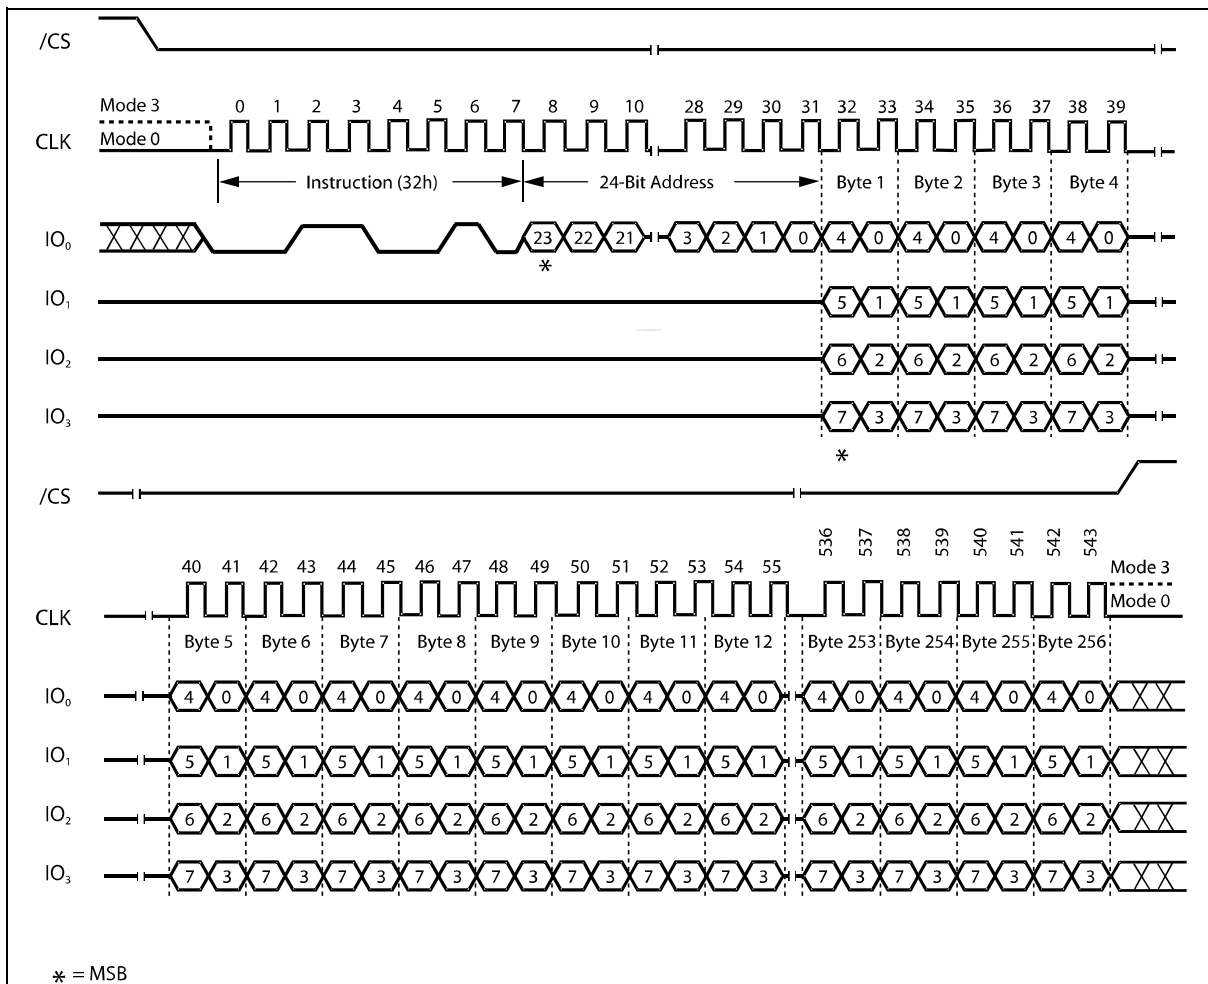 /CS
Mode 3
0 1 2 3 4 5 6 7 8 9 10 28 29 30 31 32 33 34 35 36 37 38 39
CLK
Mode 0
Instruction (32h) 24-Bit Address Byte 1 Byte 2 Byte 3 Byte 4
IO₀ 23 22 21 3 2 1 0 4 0 4 0 4 0 4 0
*
IO₁ 5 1 5 1 5 1 5 1
IO₂ 6 2 6 2 6 2 6 2
IO₃ 7 3 7 3 7 3 7 3
*
/CS
40 41 42 43 44 45 46 47 48 49 50 51 52 53 54 55 536 537 538 539 540 541 542 543
Mode 3
CLK
Mode 0
Byte 5 Byte 6 Byte 7 Byte 8 Byte 9 Byte 10 Byte 11 Byte 12 Byte 253 Byte 254 Byte 255 Byte 256
IO₀ 4 0 4 0 4 0 4 0 4 0 4 0 4 0 4 0 4 0 4 0 4 0 4 0
IO₁ 5 1 5 1 5 1 5 1 5 1 5 1 5 1 5 1 5 1 5 1 5 1 5 1
IO₂ 6 2 6 2 6 2 6 2 6 2 6 2 6 2 6 2 6 2 6 2 6 2 6 2
IO₃ 7 3 7 3 7 3 7 3 7 3 7 3 7 3 7 3 7 3 7 3 7 3 7 3
* = MSB